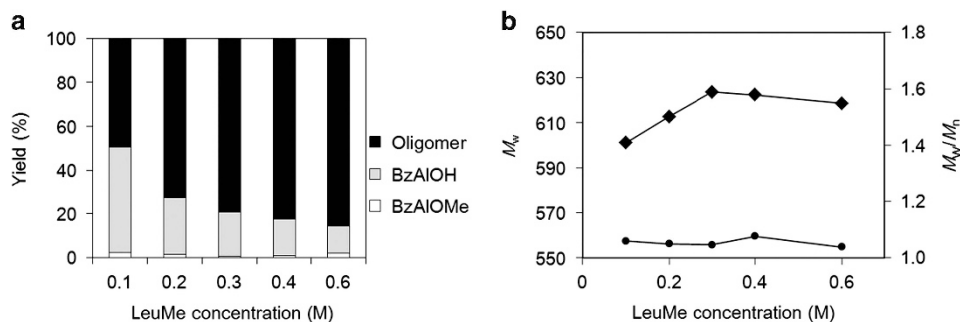 a
100
80
60
40
20
0
Yield (%)
0.1 0.2 0.3 0.4 0.6
LeuMe concentration (M)
Oligomer
BzAlOH
BzAlOMe
b
650
630
610
590
570
550
Mw
0 0.2 0.4 0.6 0.8
LeuMe concentration (M)
1.8
1.6
1.4
1.2
1.0
Mw/Mn